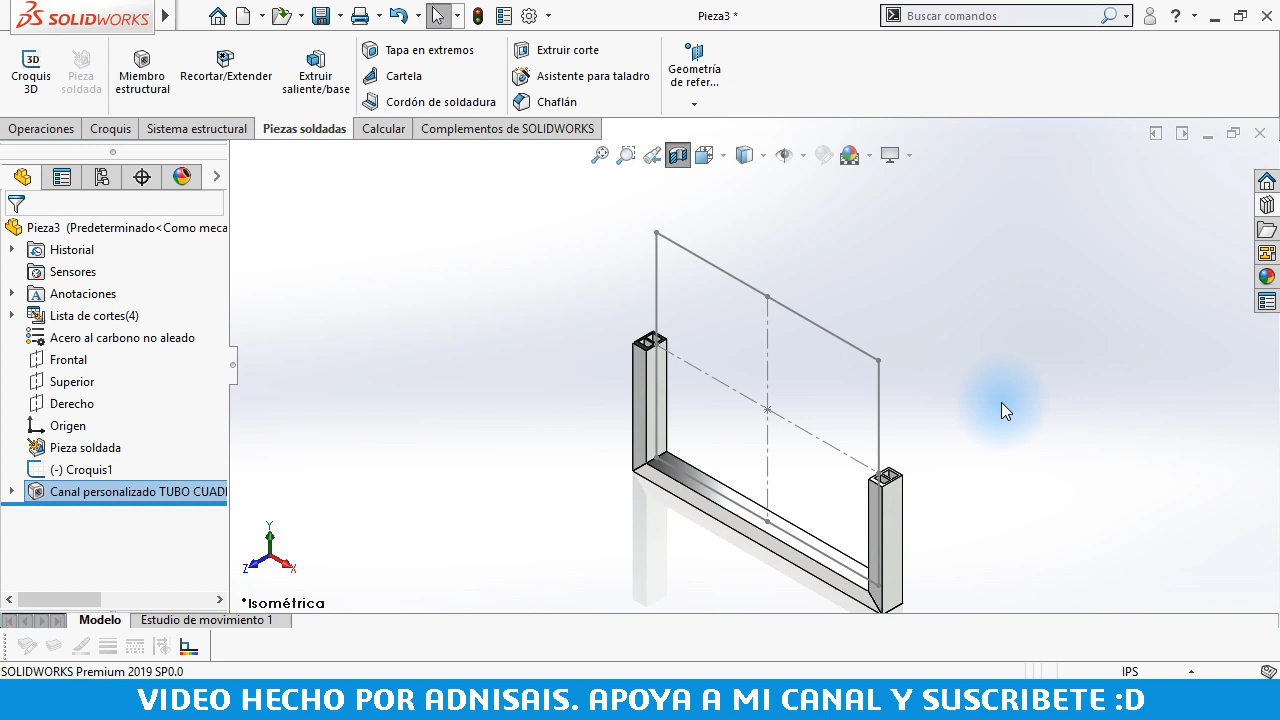 SOLIDWORKS
Pieza3 *
Buscar comandos
Croquis
3D
Pieza
soldada
Miembro
estructural
Recortar/Extender
Extruir
saliente/base
Tapa en extremos
Cartela
Cordón de soldadura
Extruir corte
Asistente para taladro
Chaflán
Geometría
de refer...
Operaciones
Croquis
Sistema estructural
Piezas soldadas
Calcular
Complementos de SOLIDWORKS
Pieza3 (Predeterminado<Como meca
Historial
Sensores
Anotaciones
Lista de cortes(4)
Acero al carbono no aleado
Frontal
Superior
Derecho
Origen
Pieza soldada
(-) Croquis1
Canal personalizado TUBO CUADI
Y
Z
X
*Isométrica
Modelo
Estudio de movimiento 1
SOLIDWORKS Premium 2019 SP0.0
IPS
VIDEO HECHO POR ADNISAIS. APOYA A MI CANAL Y SUSCRIBETE :D